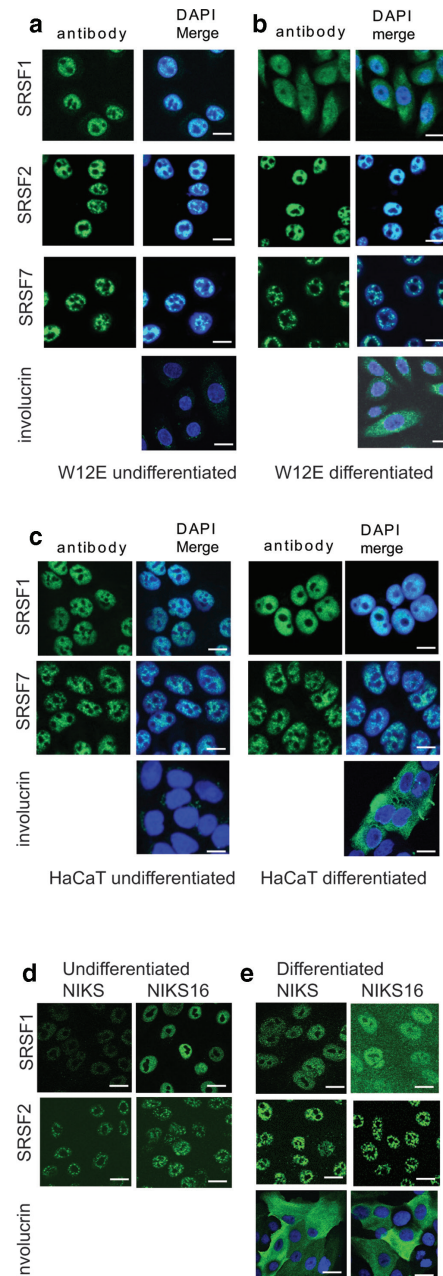 a
antibody
DAPI
Merge
SRSF1
SRSF2
SRSF7
involucrin
W12E undifferentiated
b
antibody
DAPI
merge
W12E differentiated
c
antibody
DAPI
Merge
antibody
DAPI
merge
SRSF1
SRSF7
involucrin
HaCaT undifferentiated
HaCaT differentiated
d
Undifferentiated
NIKS NIKS16
SRSF1
SRSF2
nvolucrin
e
Differentiated
NIKS NIKS16